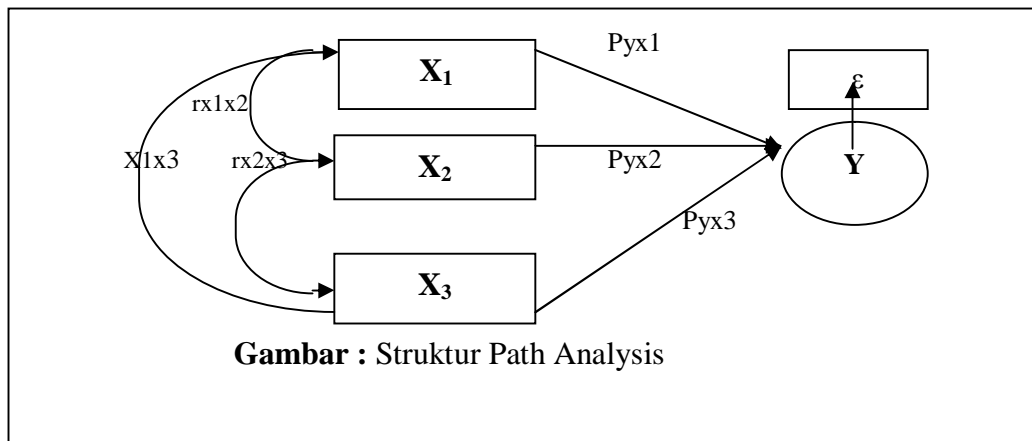 Pyx1
X₁
ε
rx1x2
X1x3
rx2x3
X₂
Pyx2
Y
Pyx3
X₃
Gambar : Struktur Path Analysis